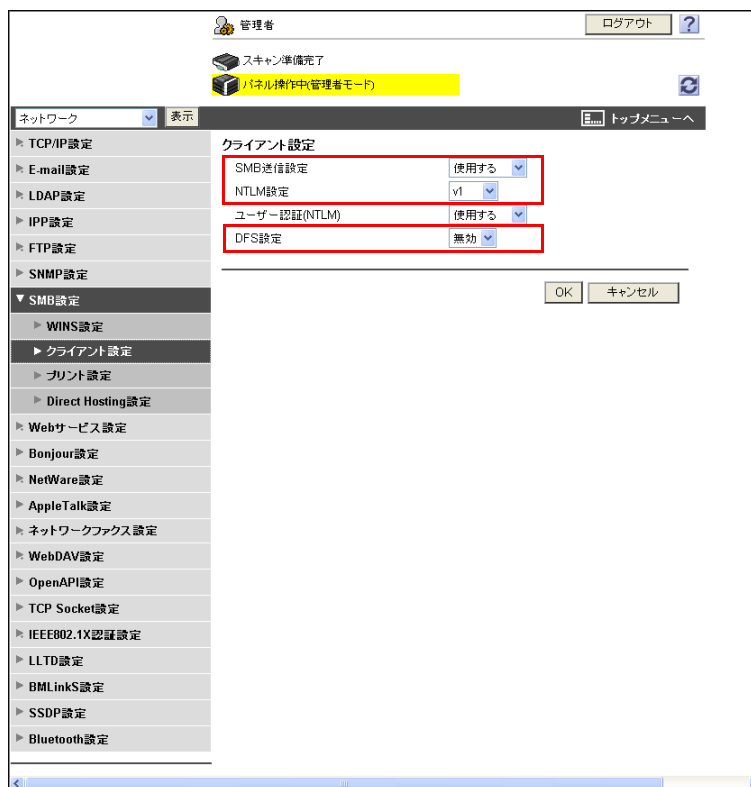 管理者
ログアウト
?
スキャン準備完了
パネル操作中(管理者モード)
ネットワーク
表示
トップメニューへ
TCP/IP設定
E-mail設定
LDAP設定
IPP設定
FTP設定
SNMP設定
SMB設定
WINS設定
クライアント設定
プリント設定
Direct Hosting設定
Webサービス設定
Bonjour設定
NetWare設定
AppleTalk設定
ネットワークファクス設定
WebDAV設定
OpenAPI設定
TCP Socket設定
IEEE802.1X認証設定
LLTD設定
BMLinkS設定
SSDP設定
Bluetooth設定
クライアント設定
SMB送信設定 使用する
NTLM設定 v1
ユーザー認証(NTLM) 使用する
DFS設定 無効
OK キャンセル